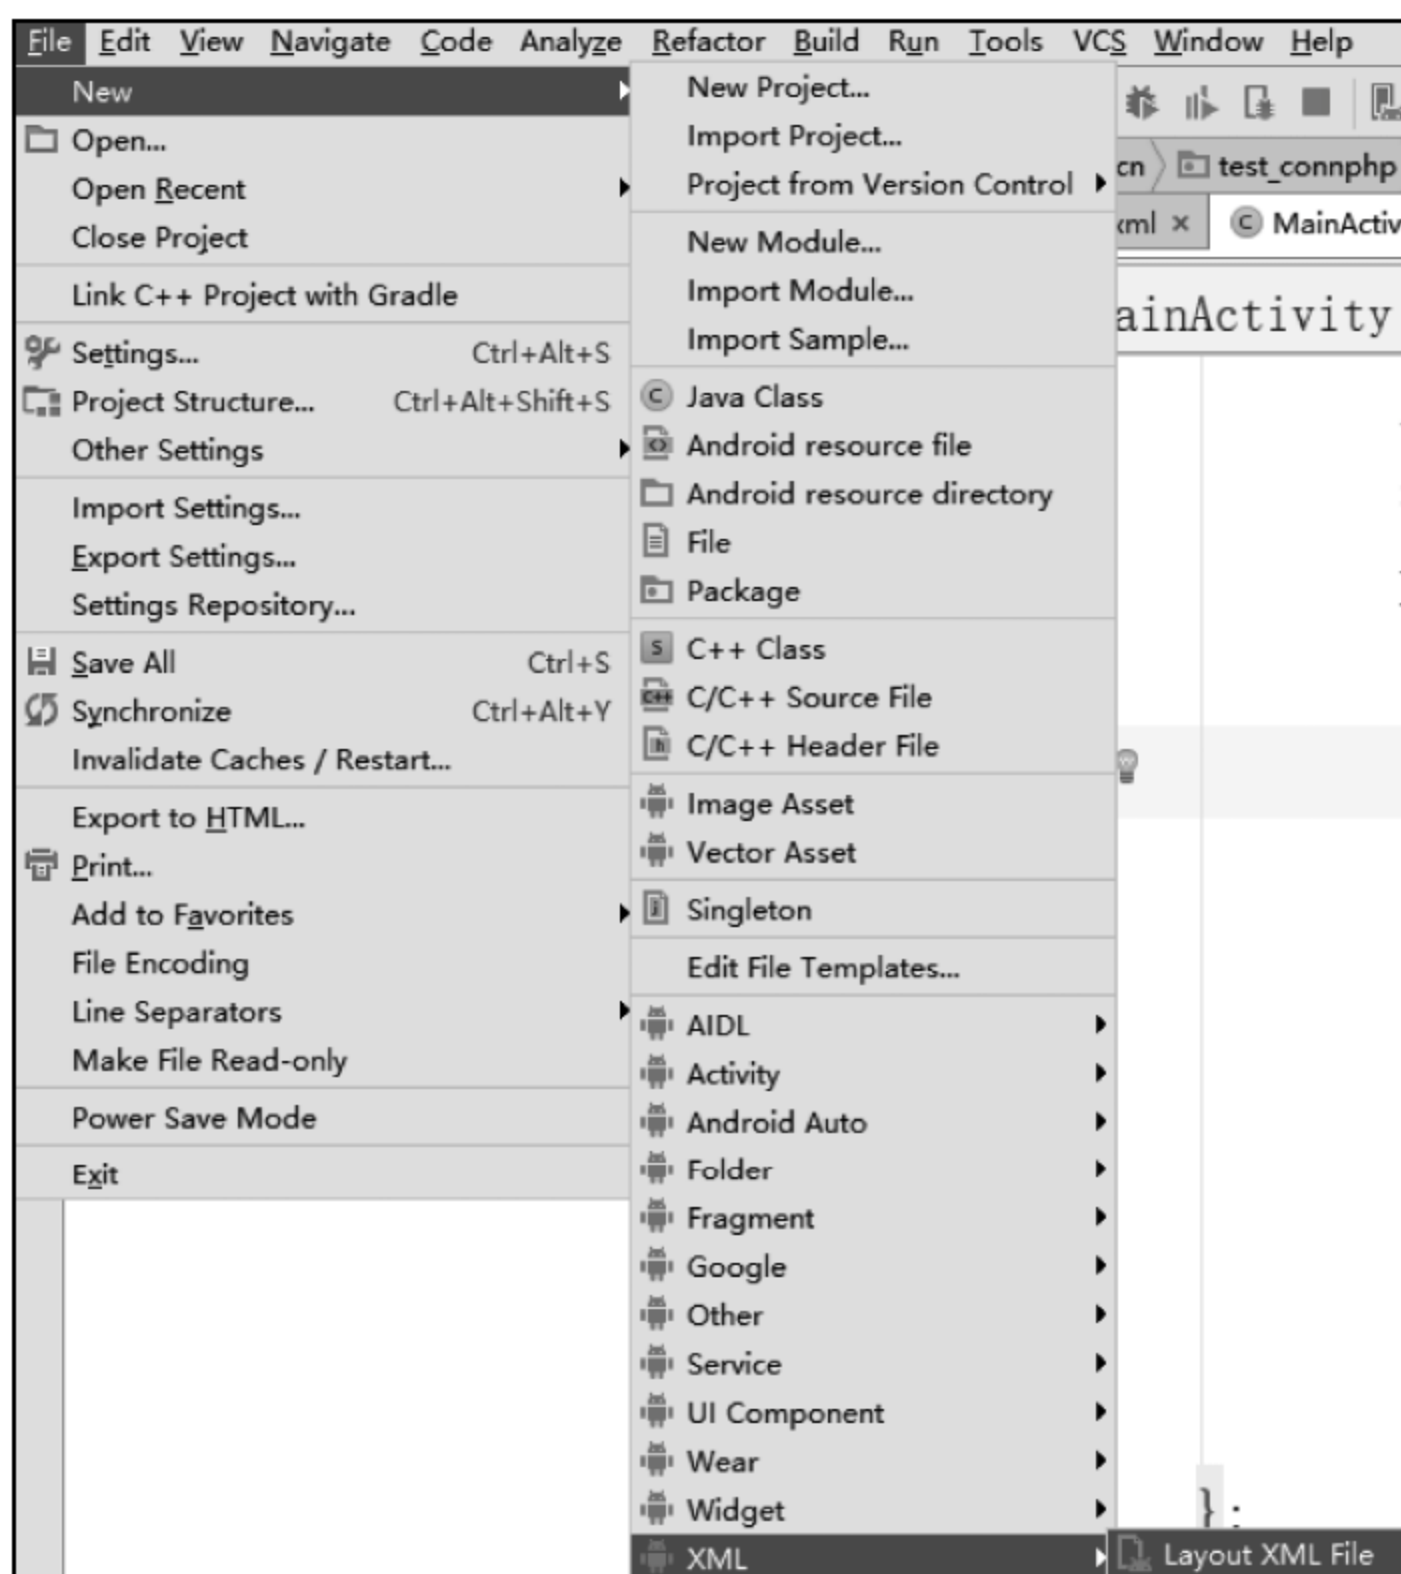 File Edit View Navigate Code Analyze Refactor Build Run Tools VCS Window Help
New
Open...
Open Recent
Close Project
Link C++ Project with Gradle
Settings... Ctrl+Alt+S
Project Structure... Ctrl+Alt+Shift+S
Other Settings
Import Settings...
Export Settings...
Settings Repository...
Save All Ctrl+S
Synchronize Ctrl+Alt+Y
Invalidate Caches / Restart...
Export to HTML...
Print...
Add to Favorites
File Encoding
Line Separators
Make File Read-only
Power Save Mode
Exit
New Project...
Import Project...
Project from Version Control
New Module...
Import Module...
Import Sample...
Java Class
Android resource file
Android resource directory
File
Package
C++ Class
C/C++ Source File
C/C++ Header File
Image Asset
Vector Asset
Singleton
Edit File Templates...
AIDL
Activity
Android Auto
Folder
Fragment
Google
Other
Service
UI Component
Wear
Widget
XML
Layout XML File
cn test_connphp
xml × C MainActiv
ainActivity
};